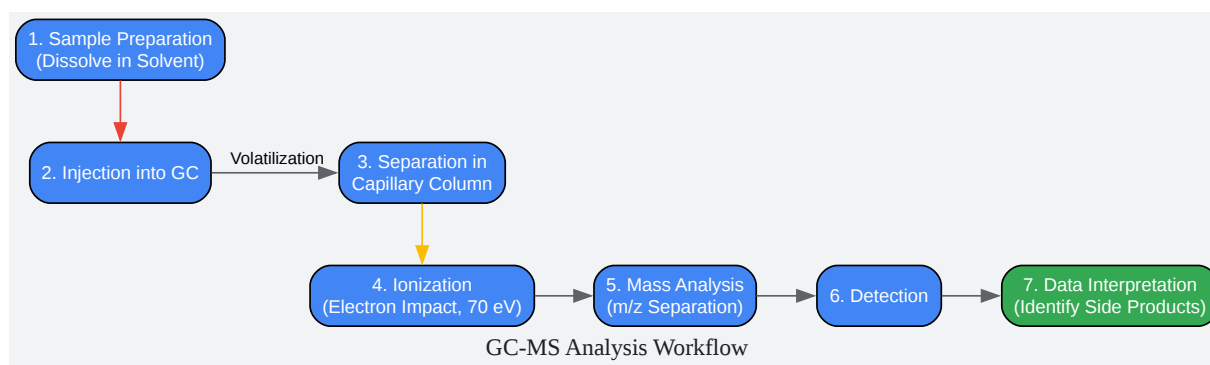 1. Sample Preparation
(Dissolve in Solvent)
2. Injection into GC
Volatilization
3. Separation in
Capillary Column
4. Ionization
(Electron Impact, 70 eV)
5. Mass Analysis
(m/z Separation)
6. Detection
7. Data Interpretation
(Identify Side Products)
GC-MS Analysis Workflow